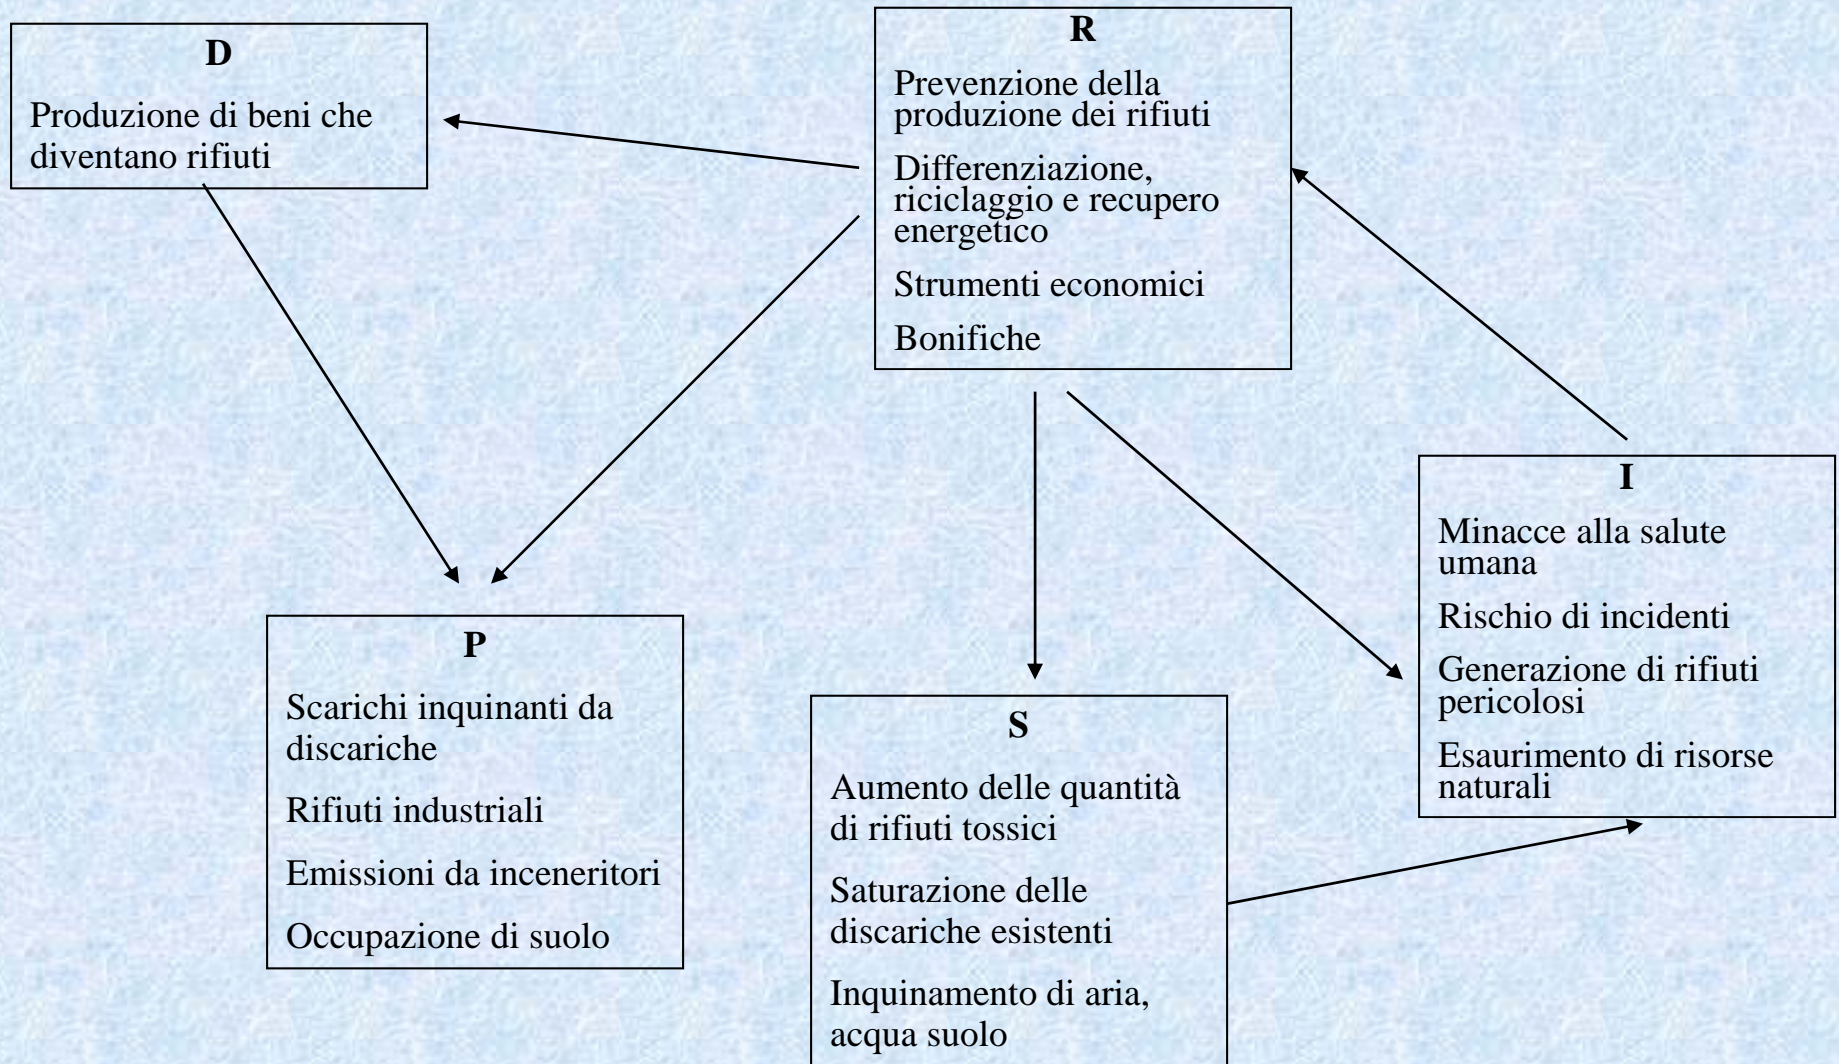 D
Produzione di beni che
diventano rifiuti
R
Prevenzione della
produzione dei rifiuti
Differenziazione,
riciclaggio e recupero
energetico
Strumenti economici
Bonifiche
I
Minacce alla salute
umana
Rischio di incidenti
Generazione di rifiuti
pericolosi
Esaurimento di risorse
naturali
P
Scarichi inquinanti da
discariche
Rifiuti industriali
Emissioni da inceneritori
Occupazione di suolo
S
Aumento delle quantità
di rifiuti tossici
Saturazione delle
discariche esistenti
Inquinamento di aria,
acqua suolo